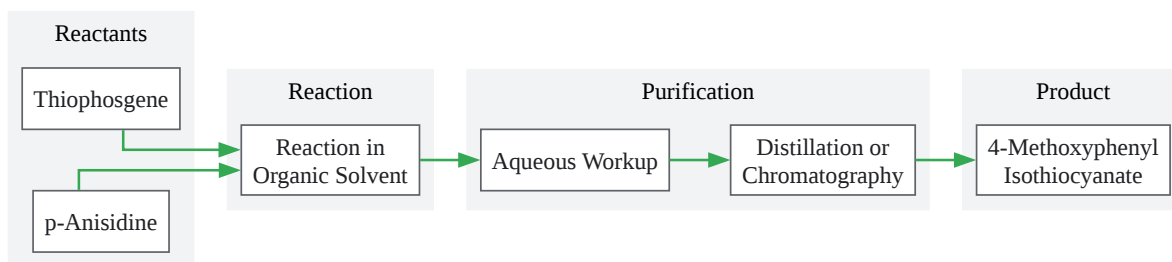 Reactants
Thiophosgene
p-Anisidine
Reaction
Reaction in
Organic Solvent
Purification
Aqueous Workup
Distillation or
Chromatography
Product
4-Methoxyphenyl
Isothiocyanate